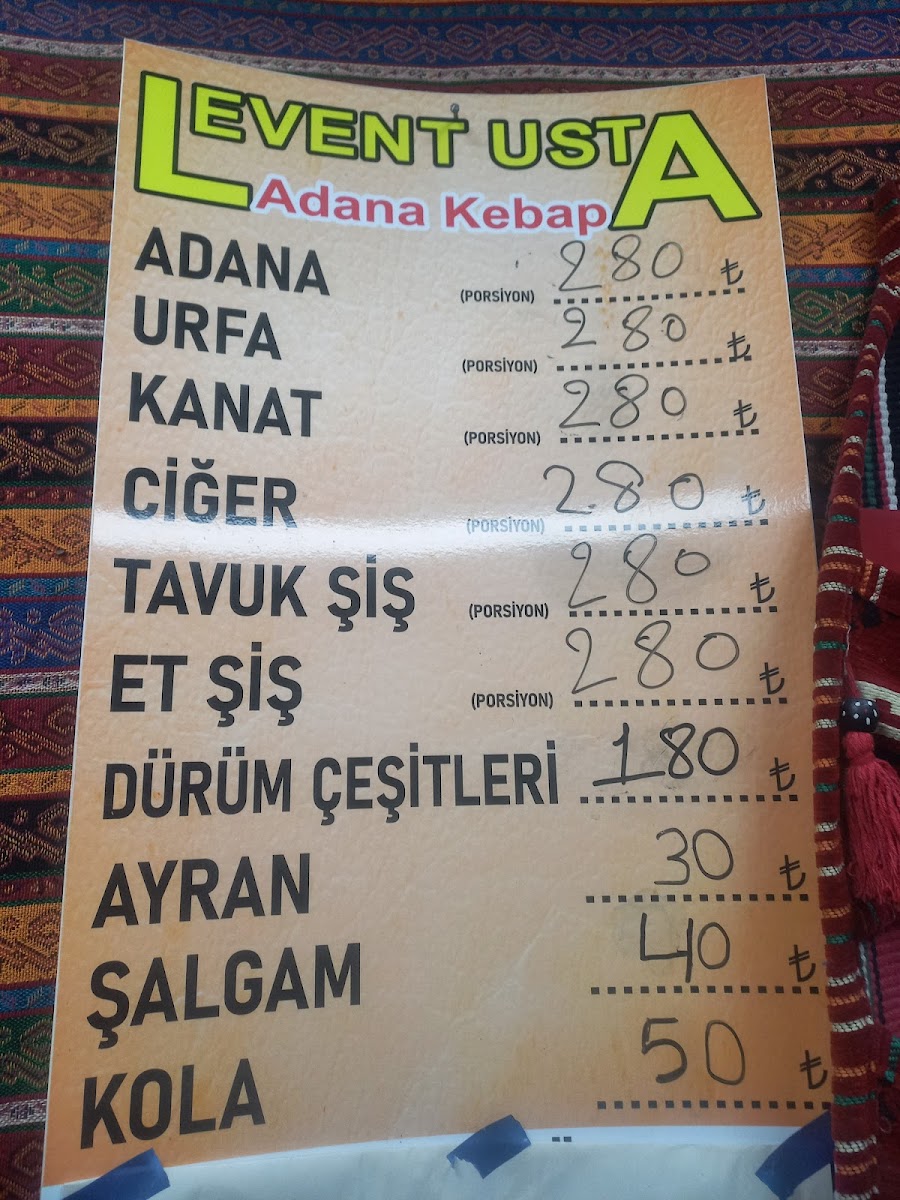 LEVENT USTA
Adana Kebap
ADANA (PORSİYON) 280 ₺
URFA (PORSİYON) 280 ₺
KANAT (PORSİYON) 280 ₺
CİĞER (PORSİYON) 280 ₺
TAVUK ŞİŞ (PORSİYON) 280 ₺
ET ŞİŞ (PORSİYON) 280 ₺
DÜRÜM ÇEŞİTLERİ 180 ₺
AYRAN 30 ₺
ŞALGAM 40 ₺
KOLA 50 ₺